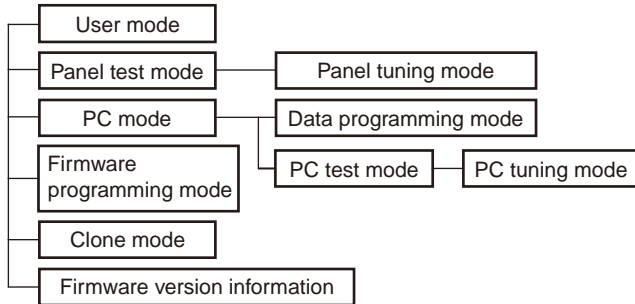 User mode
Panel test mode
Panel tuning mode
PC mode
Data programming mode
PC test mode
PC tuning mode
Firmware
programming mode
Clone mode
Firmware version information